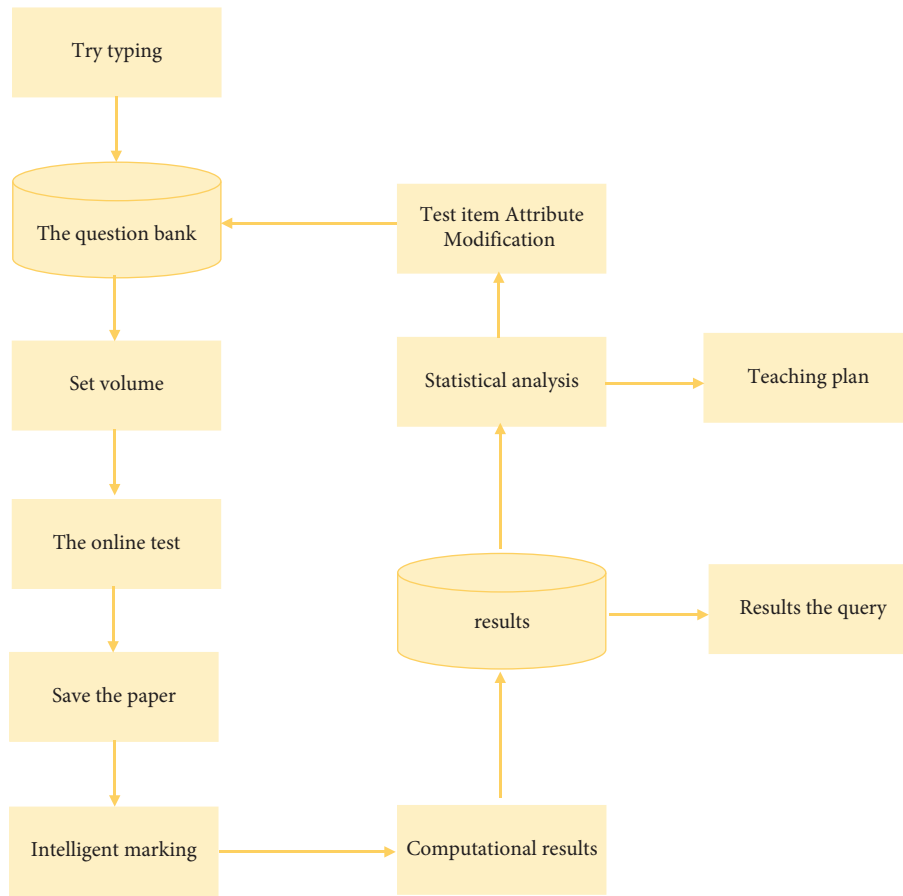 Try typing
The question bank
Set volume
The online test
Save the paper
Intelligent marking
Computational results
results
Results the query
Statistical analysis
Teaching plan
Test item Attribute
Modification